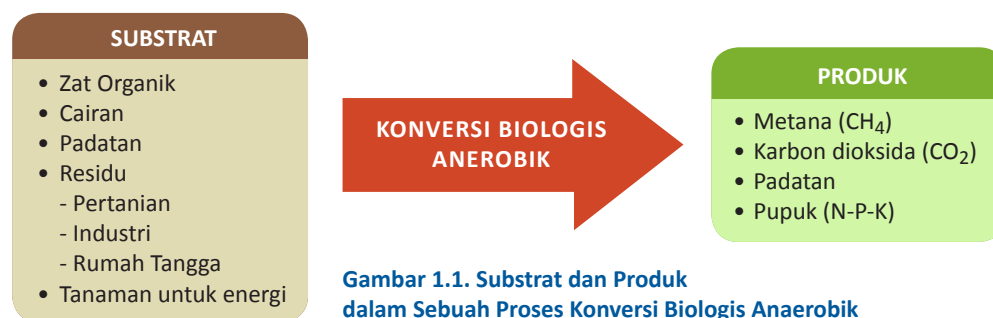 SUBSTRAT
• Zat Organik
• Cairan
• Padatan
• Residu
- Pertanian
- Industri
- Rumah Tangga
• Tanaman untuk energi
KONVERSI BIOLOGIS
ANEROBIK
PRODUK
• Metana (CH₄)
• Karbon dioksida (CO₂)
• Padatan
• Pupuk (N-P-K)
Gambar 1.1. Substrat dan Produk
dalam Sebuah Proses Konversi Biologis Anaerobik